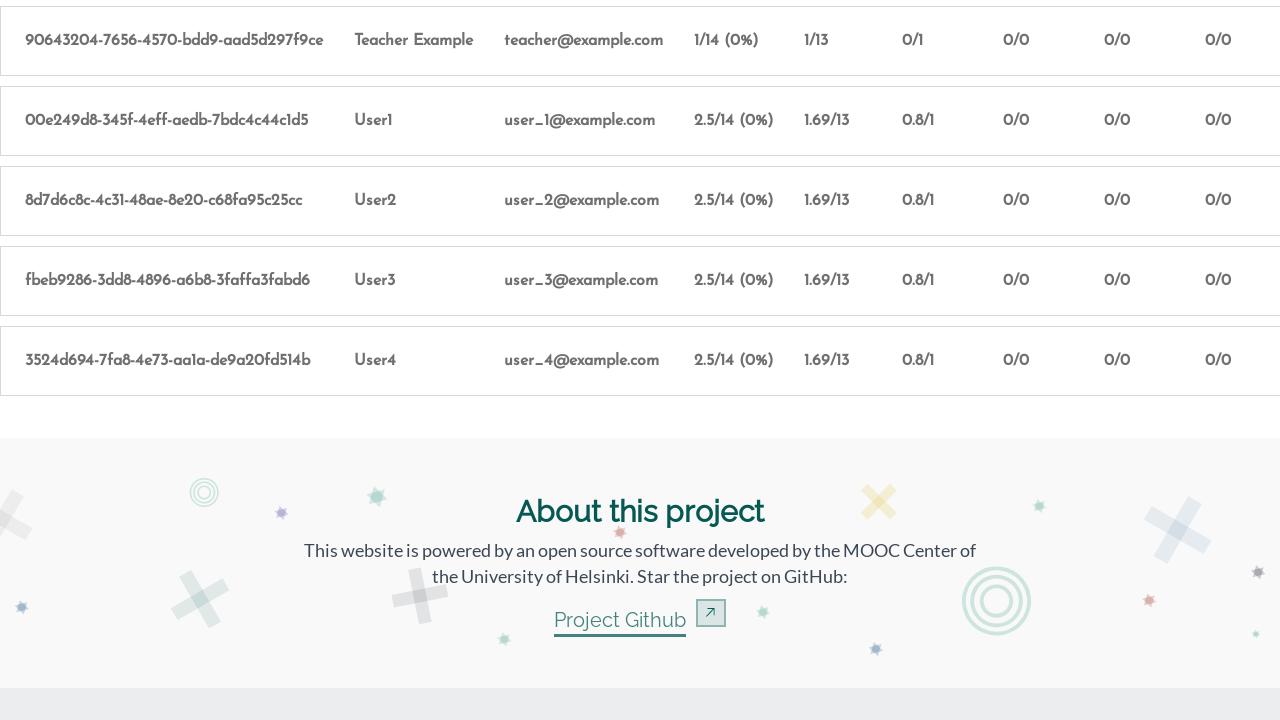 90643204-7656-4570-bdd9-aad5d297f9ce Teacher Example teacher@example.com 1/14 (0%) 1/13 0/1 0/0 0/0 0/0
00e249d8-345f-4eff-aedb-7bdc4c44c1d5 User1 user_1@example.com 2.5/14 (0%) 1.69/13 0.8/1 0/0 0/0 0/0
8d7d6c8c-4c31-48ae-8e20-c68fa95c25cc User2 user_2@example.com 2.5/14 (0%) 1.69/13 0.8/1 0/0 0/0 0/0
fbeb9286-3dd8-4896-a6b8-3faffa3fabd6 User3 user_3@example.com 2.5/14 (0%) 1.69/13 0.8/1 0/0 0/0 0/0
3524d694-7fa8-4e73-aa1a-de9a20fd514b User4 user_4@example.com 2.5/14 (0%) 1.69/13 0.8/1 0/0 0/0 0/0
About this project
This website is powered by an open source software developed by the MOOC Center of
the University of Helsinki. Star the project on GitHub:
Project Github